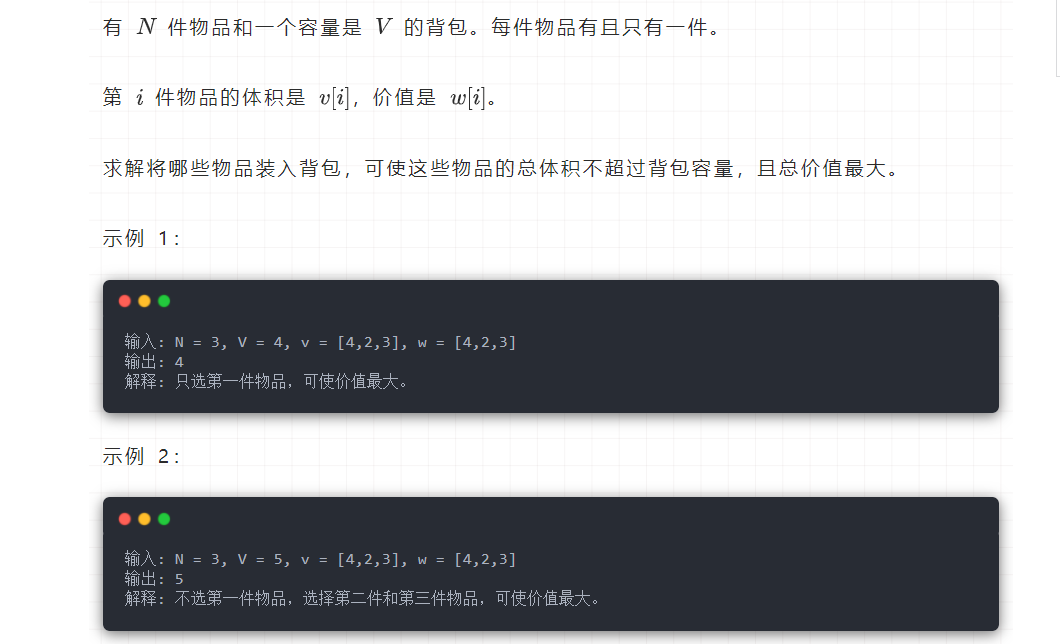 有 N 件物品和一个容量是 V 的背包。每件物品有且只有一件。
第 i 件物品的体积是 v[i]，价值是 w[i]。
求解将哪些物品装入背包，可使这些物品的总体积不超过背包容量，且总价值最大。
示例 1：
输入: N = 3, V = 4, v = [4,2,3], w = [4,2,3]
输出: 4
解释: 只选第一件物品，可使价值最大。
示例 2：
输入: N = 3, V = 5, v = [4,2,3], w = [4,2,3]
输出: 5
解释: 不选第一件物品，选择第二件和第三件物品，可使价值最大。